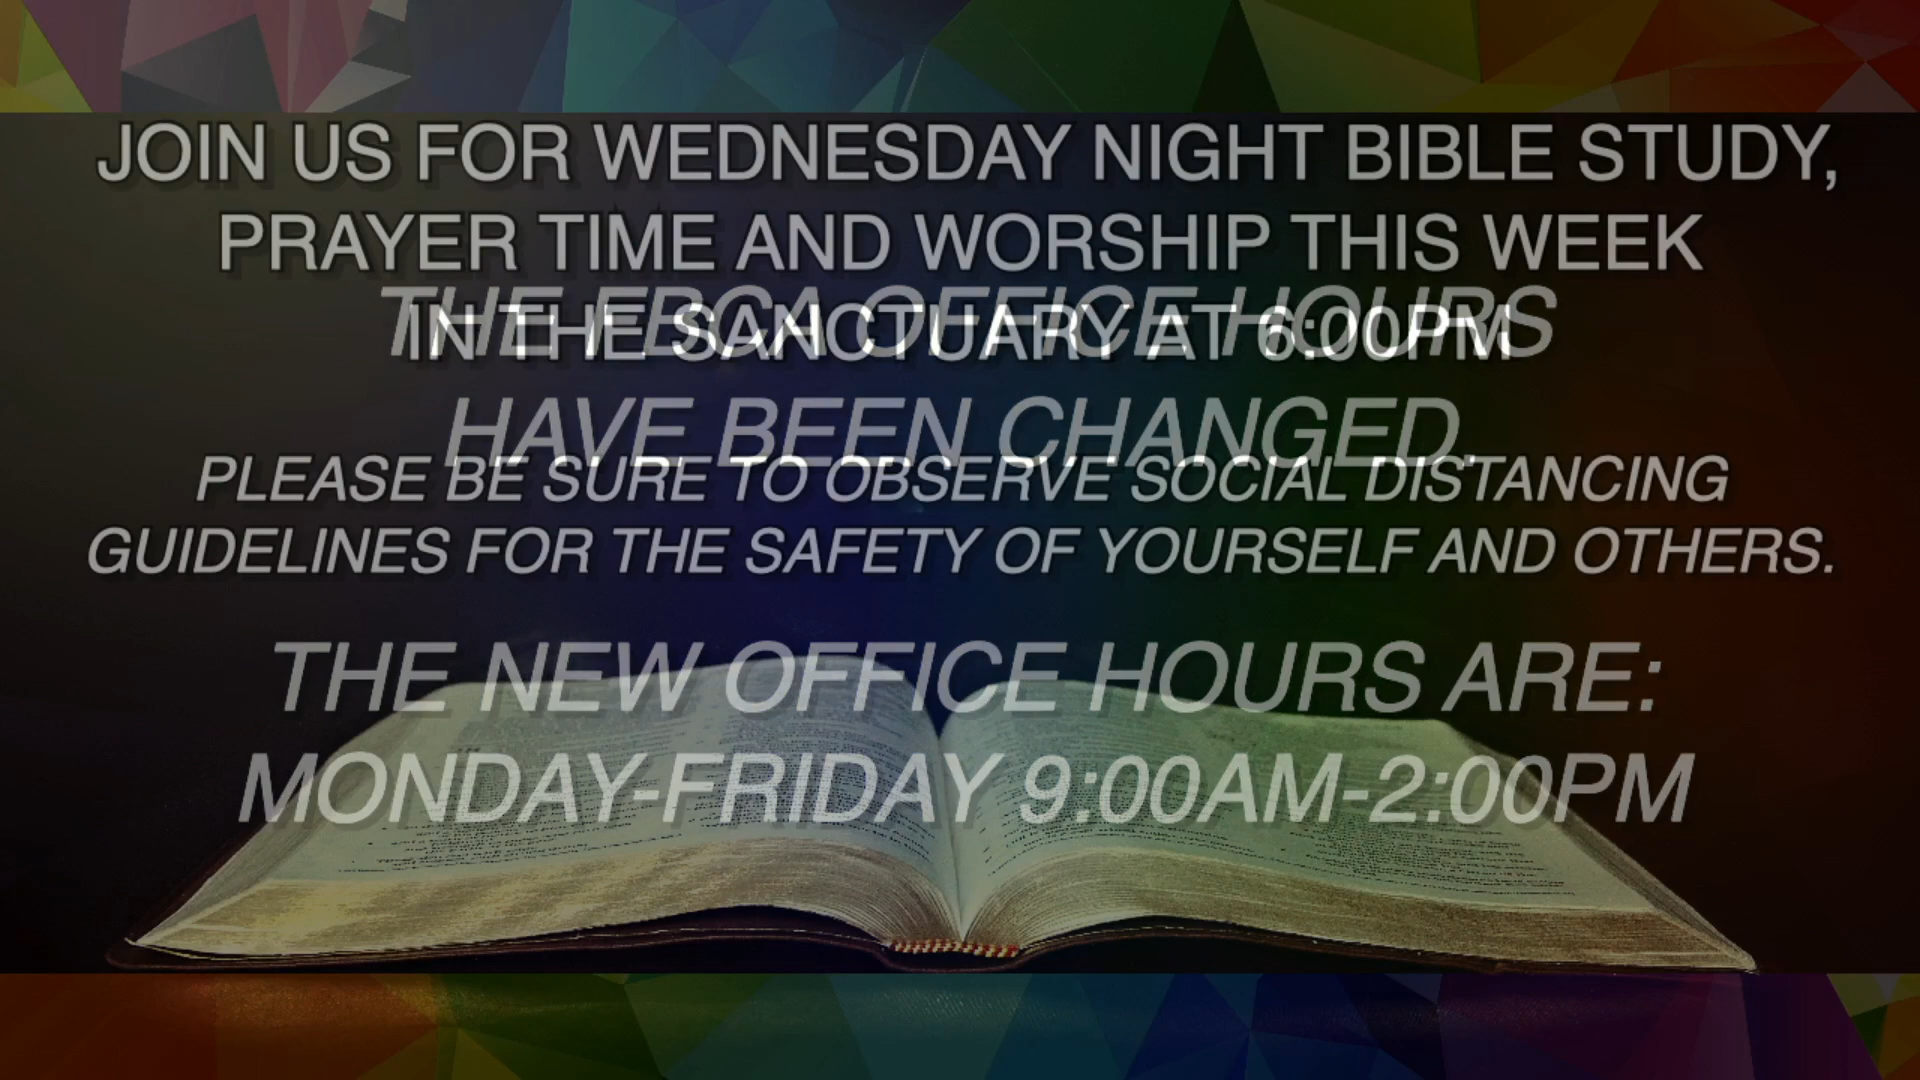 JOIN US FOR WEDNESDAY NIGHT BIBLE STUDY,
PRAYER TIME AND WORSHIP THIS WEEK
IN THE SANCTUARY AT 6:00PM
PLEASE BE SURE TO OBSERVE SOCIAL DISTANCING
GUIDELINES FOR THE SAFETY OF YOURSELF AND OTHERS.
THE EBCA OFFICE HOURS
HAVE BEEN CHANGED.
THE NEW OFFICE HOURS ARE:
MONDAY-FRIDAY 9:00AM-2:00PM